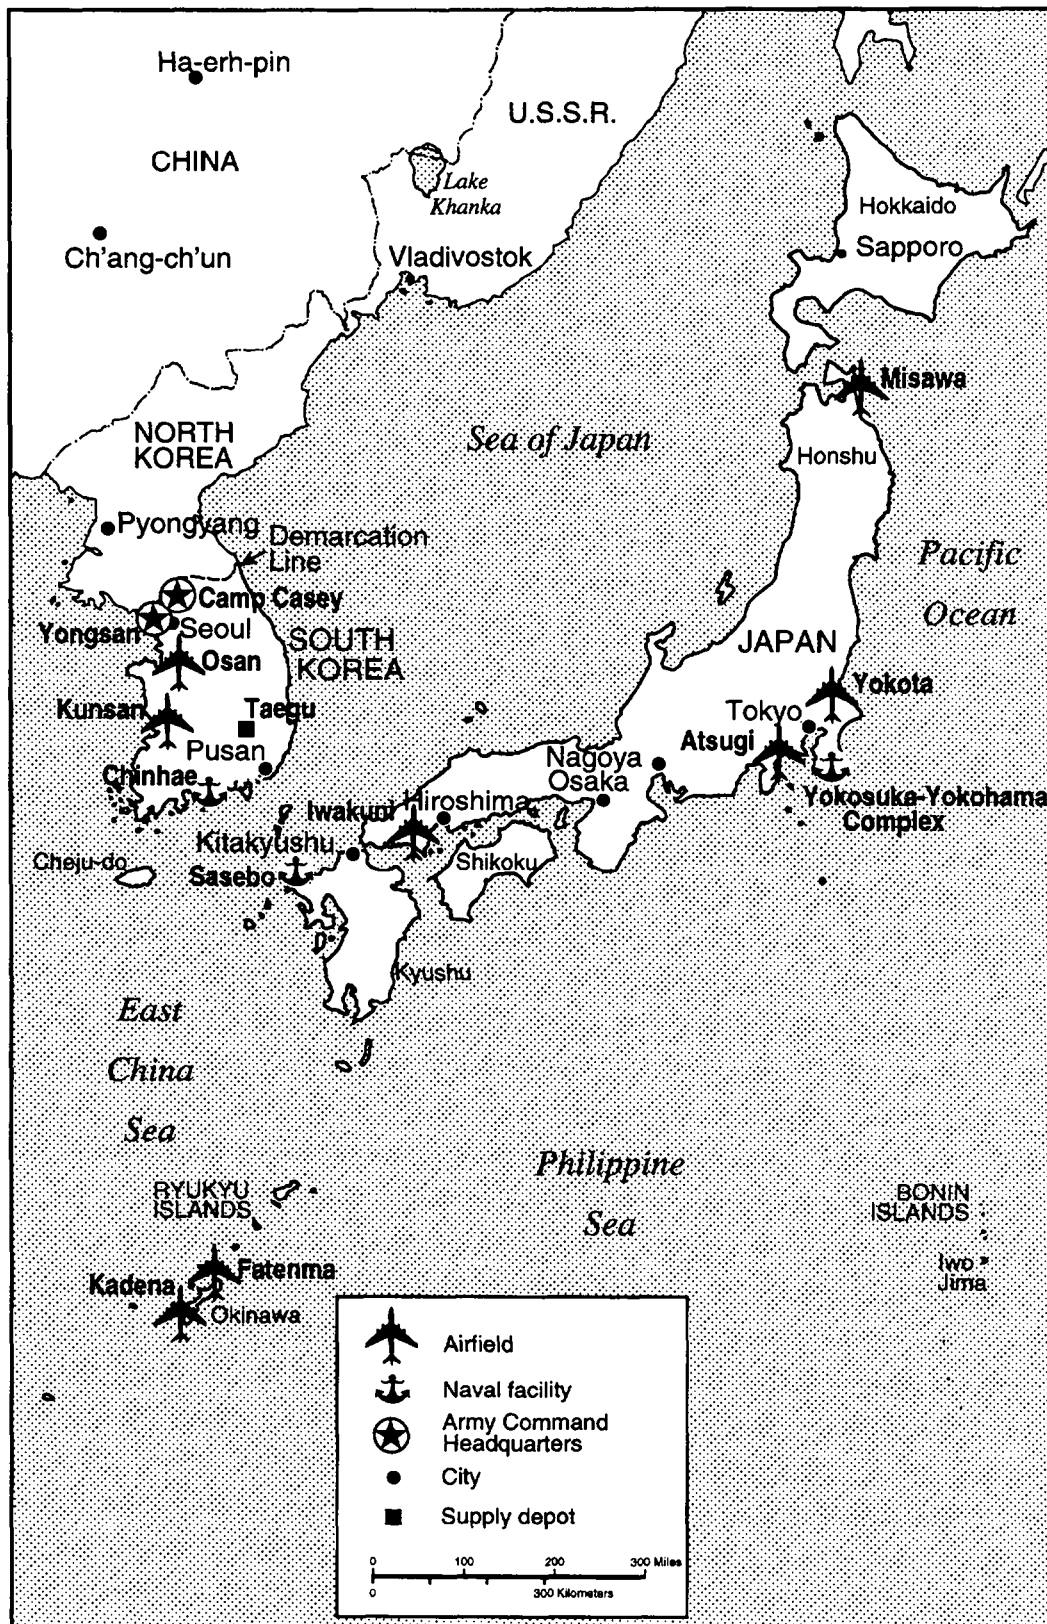 Ha-erh-pin
U.S.S.R.
CHINA
Lake
Khanka
Hokkaido
Sapporo
Ch'ang-ch'un
Vladivostok
Misawa
NORTH
KOREA
Sea of Japan
Honshu
Pyongyang
Demarcation
Line
Pacific
Ocean
Camp Casey
Yongsan
Seoul
SOUTH
KOREA
JAPAN
Osan
Yokota
Kunsan
Taegu
Tokyo
Pusan
Atsugi
Nagoya
Osaka
Chinhae
Yokosuka-Yokohama
Complex
Iwakuni
Hiroshima
Kitakyushu
Cheju-do
Sasebo
Shikoku
Kyushu
East
China
Sea
Philippine
Sea
RYUKYU
ISLANDS
BONIN
ISLANDS
Iwo
Jima
Kadena
Fatenma
Okinawa
Airfield
Naval facility
Army Command
Headquarters
City
Supply depot
0 100 200 300 Miles
0 300 Kilometers